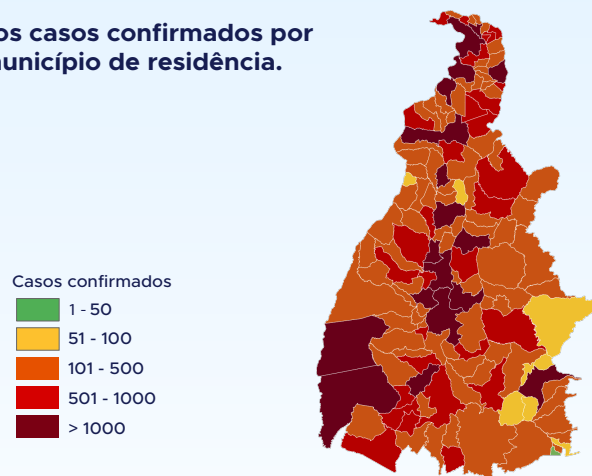 os casos confirmados por
município de residência.
Casos confirmados
1 - 50
51 - 100
101 - 500
501 - 1000
> 1000